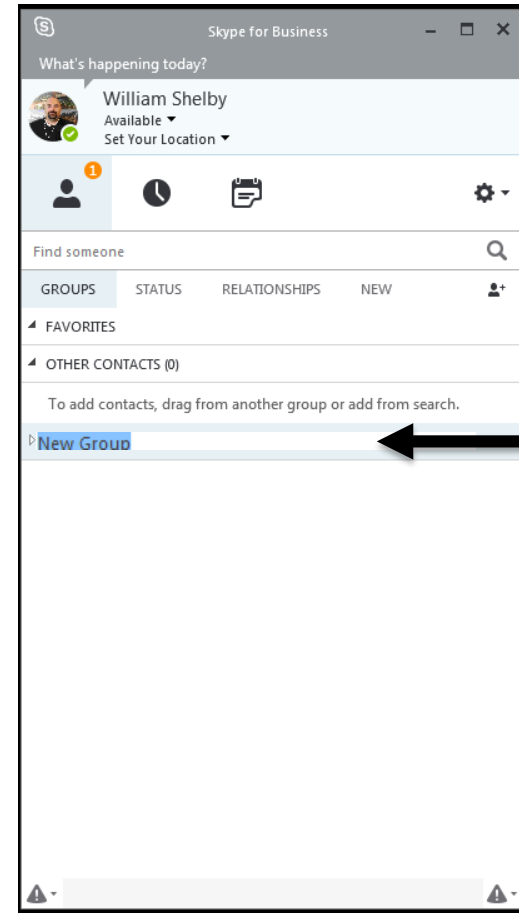 Skype for Business
What's happening today?
William Shelby
Available
Set Your Location
1
Find someone
GROUPS STATUS RELATIONSHIPS NEW
FAVORITES
OTHER CONTACTS (0)
To add contacts, drag from another group or add from search.
New Group